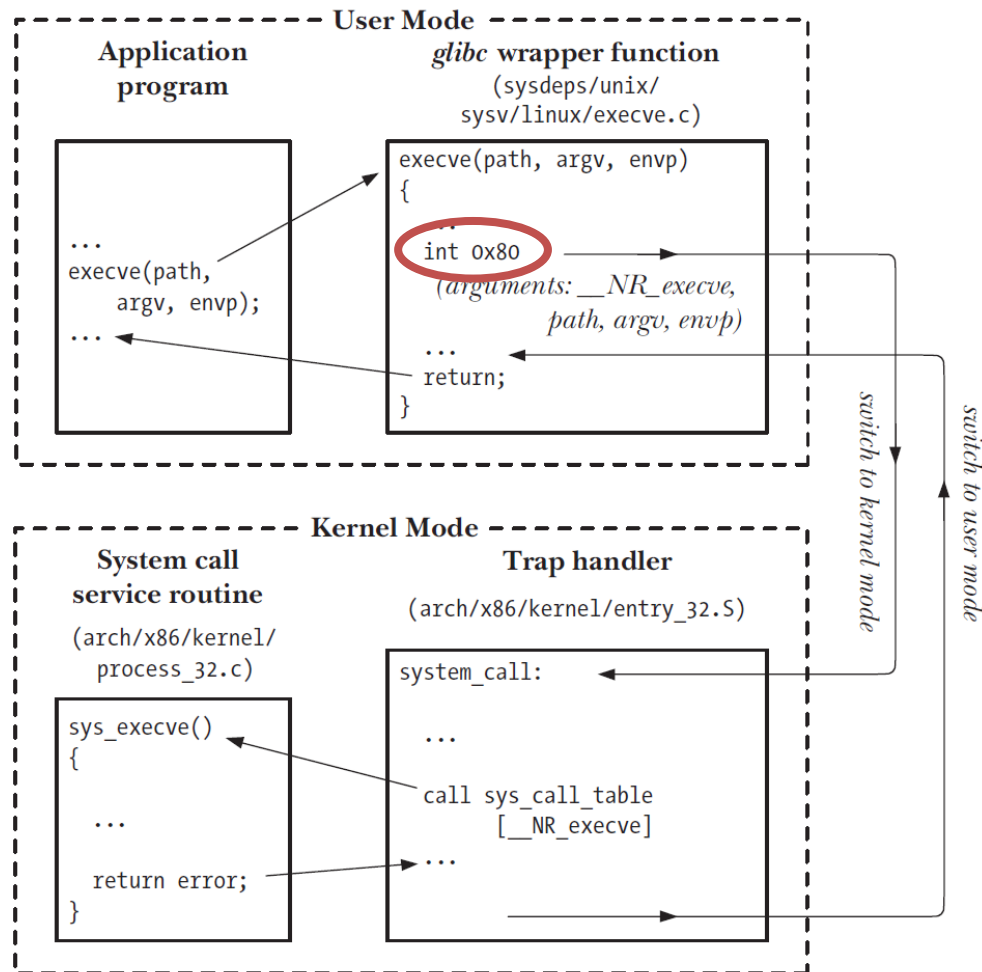 User Mode
Application
program
glibc wrapper function
(sysdeps/unix/
sysv/linux/execve.c)
...
execve(path,
argv, envp);
...
execve(path, argv, envp)
{
...
int 0x80
(arguments: __NR_execve,
path, argv, envp)
...
return;
}
switch to kernel mode
switch to user mode
Kernel Mode
System call
service routine
(arch/x86/kernel/
process_32.c)
Trap handler
(arch/x86/kernel/entry_32.S)
sys_execve()
{
...
return error;
}
system_call:
...
call sys_call_table
[__NR_execve]
...